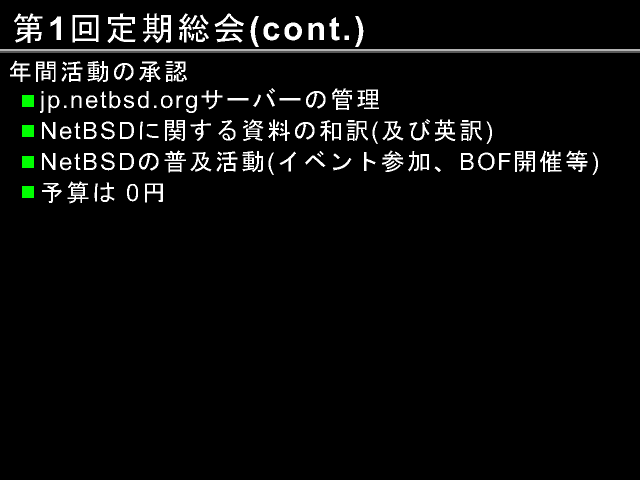 第1回定期総会(cont.)
年間活動の承認
jp.netbsd.orgサーバーの管理
NetBSDに関する資料の和訳(及び英訳)
NetBSDの普及活動(イベント参加、BOF開催等)
予算は 0円